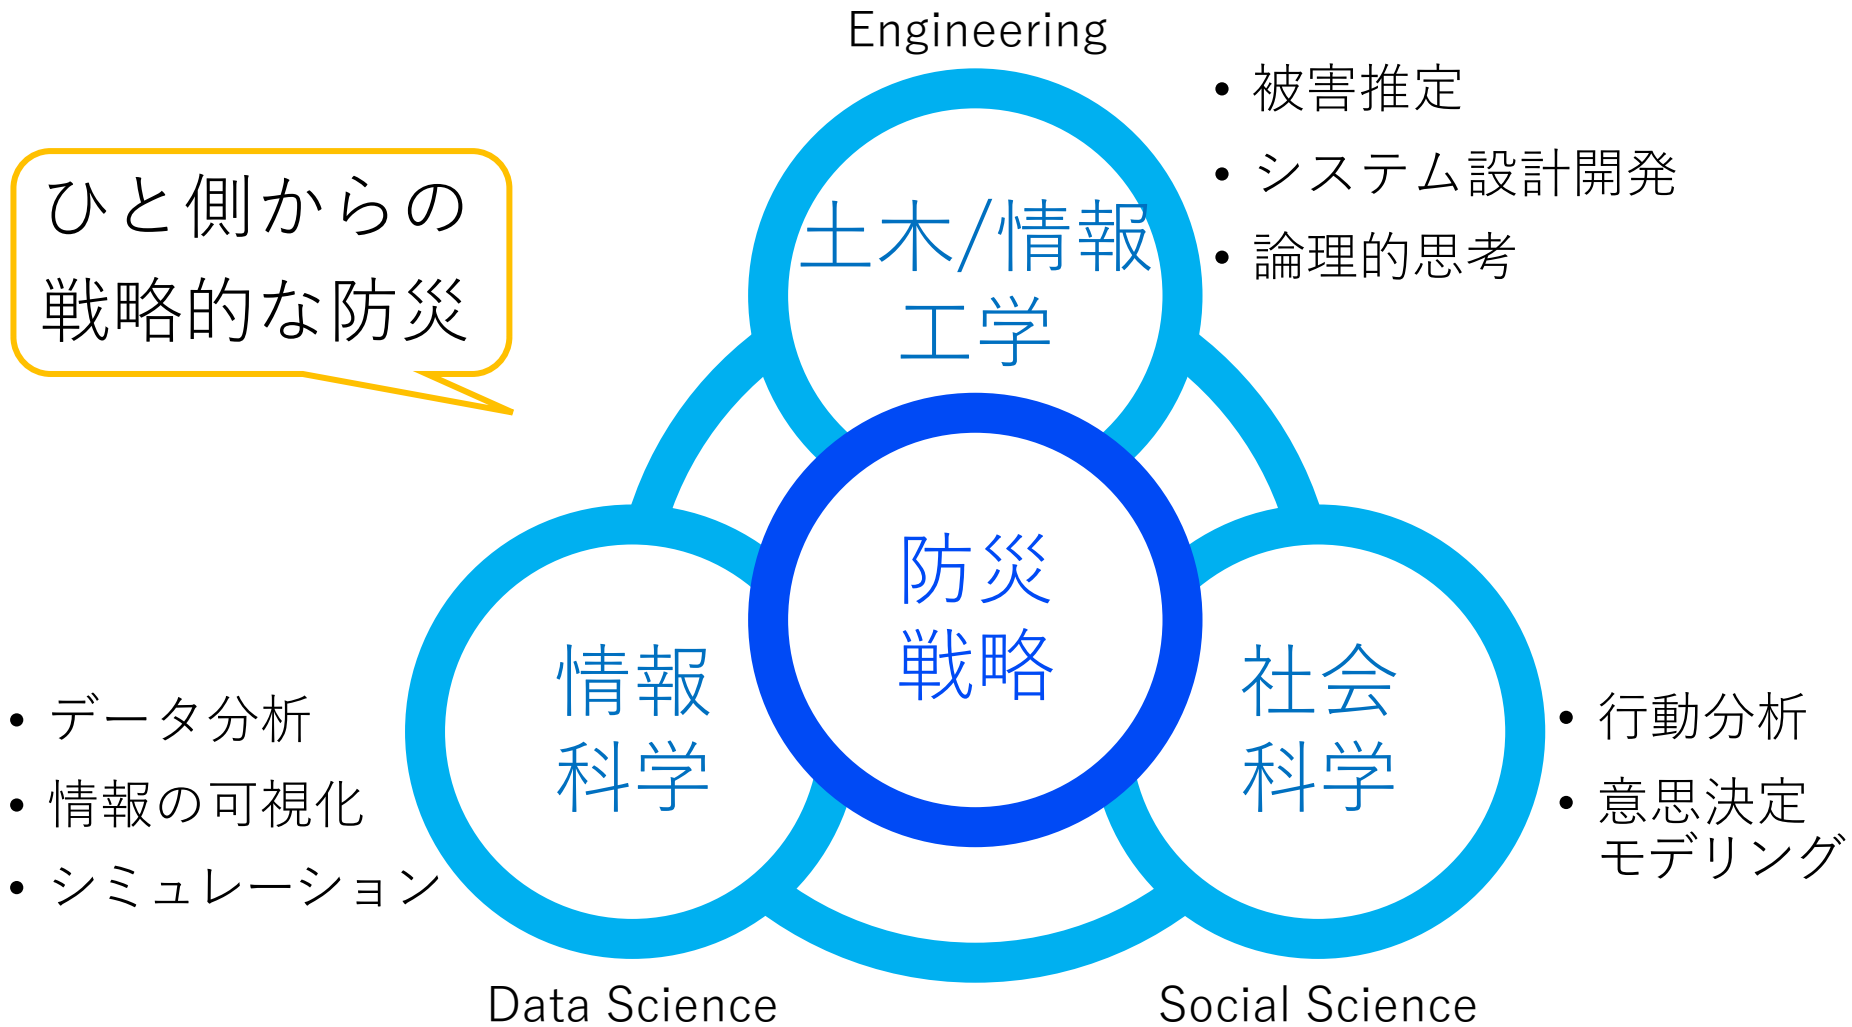 Engineering
• 被害推定
• システム設計開発
• 論理的思考
ひと側からの
戦略的な防災
土木/情報
工学
防災
戦略
情報
科学
社会
科学
• データ分析
• 情報の可視化
• シミュレーション
• 行動分析
• 意思決定
モデリング
Data Science
Social Science